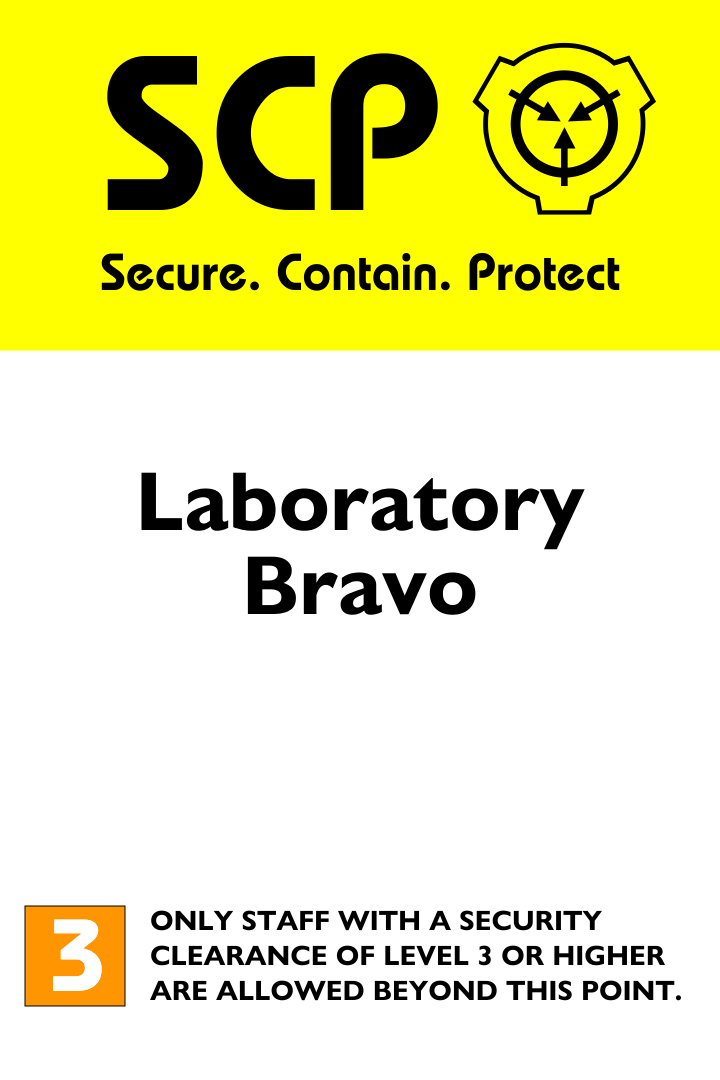 SCP
Secure. Contain. Protect
Laboratory
Bravo
3
ONLY STAFF WITH A SECURITY
CLEARANCE OF LEVEL 3 OR HIGHER
ARE ALLOWED BEYOND THIS POINT.